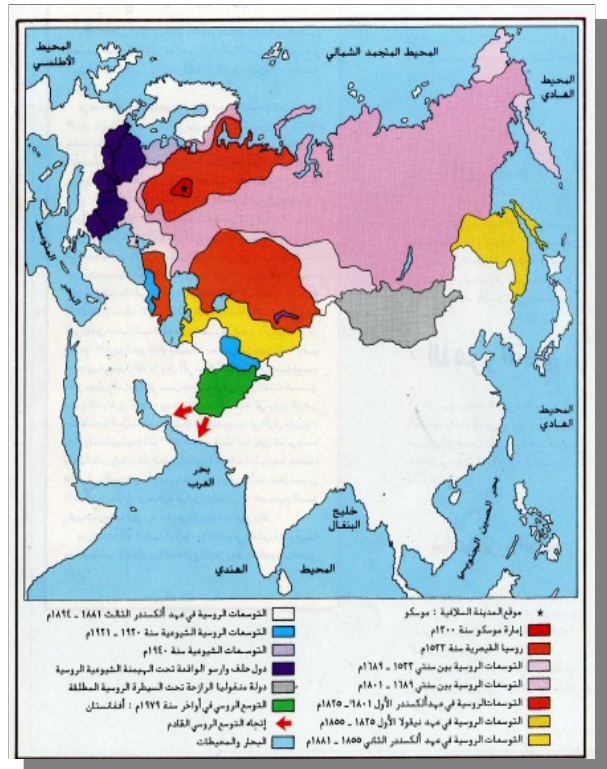 المحيط
الأطلسي
المحيط المتجمد الشمالي
المحيط
الهادي
البحر المتوسط
المحيط
الهادي
بحر
العرب
خليج
البنغال
بحر الصين الجنوبي
المحيط الهندي
موقع المدينة السلافية : موسكو
إمارة موسكو سنة ١٣٠٠م
روسيا القيصرية سنة ١٥٣٣م
التوسعات الروسية بين سنتي ١٥٣٣ - ١٦٨٩م
التوسعات الروسية بين سنتي ١٦٨٩ - ١٨٠١م
التوسعات الروسية في عهد ألكسندر الأول ١٨٠١ - ١٨٢٥م
التوسعات الروسية في عهد نيقولا الأول ١٨٢٥ - ١٨٥٥م
التوسعات الروسية في عهد ألكسندر الثاني ١٨٥٥ - ١٨٨١م
التوسعات الروسية في عهد ألكسندر الثالث ١٨٨١ - ١٨٩٤م
التوسعات الروسية الشيوعية سنة ١٩٢٠ - ١٩٢١م
التوسعات الشيوعية سنة ١٩٤٠م
دول حلف وارسو الواقعة تحت الهيمنة الشيوعية الروسية
دولة منغوليا الرازحة تحت السيطرة الروسية المطلقة
التوسع الروسي في أواخر سنة ١٩٧٩م : أفغانستان
إتجاه التوسع الروسي القادم
البحار والمحيطات